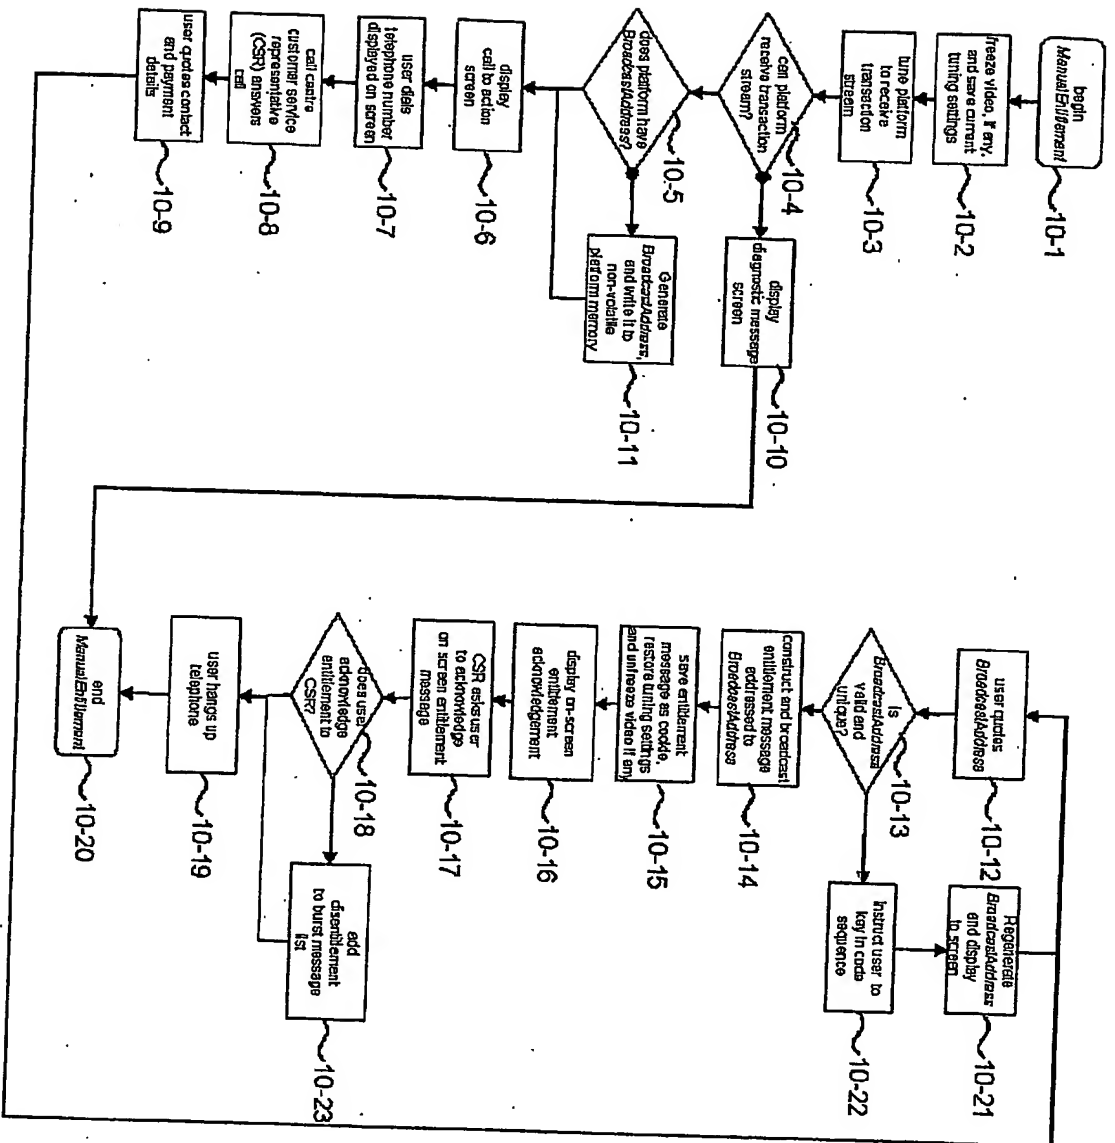 begin
ManualEntitlement
10-1
freeze video, if any,
and save current
tuning settings
10-2
tune platform
to receive
transaction
stream
10-3
can platform
receive transaction
stream?
10-4
does platform have
BroadcastAddress?
10-5
display
call to action
screen
10-6
user dials
telephone number
displayed on screen
10-7
call centre
customer service
representative
(CSR) answers
call
10-8
user quotes contact
and payment
details
10-9
display
diagnostic message
screen
10-10
Generate
BroadcastAddress,
and write it to
non-volatile
platform memory
10-11
User quotes
BroadcastAddress
10-12
Is
BroadcastAddress
valid and
unique?
10-13
construct and broadcast
entitlement message
addressed to
BroadcastAddress
10-14
save entitlement
message as cookie,
restore tuning settings
and unfreeze video if any
10-15
display on-screen
entitlement
acknowledgement
10-16
CSR asks user
to acknowledge
on screen entitlement
message
10-17
does user
acknowledge
entitlement to
CSR?
10-18
user hangs up
telephone
10-19
end
ManualEntitlement
10-20
Regenerate
BroadcastAddress
and display
to screen
10-21
Instruct user to
key in code
sequence
10-22
add
disentitlement
to burst message
list
10-23